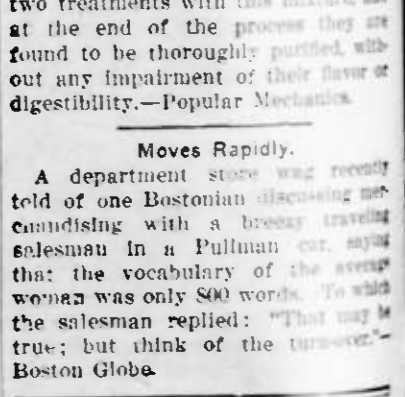 two treatments with this mixture, and
at the end of the process they are
found to be thoroughly purified, with-
out any impairment of their flavor or
digestibility.—Popular Mechanics.
Moves Rapidly.
A department store wag recently
told of one Bostonian discussing mer-
chandising with a breezy traveling
salesman in a Pullman car, saying
that the vocabulary of the average
woman was only 800 words. To which
the salesman replied: "That may be
true; but think of the turn-over."—
Boston Globe.